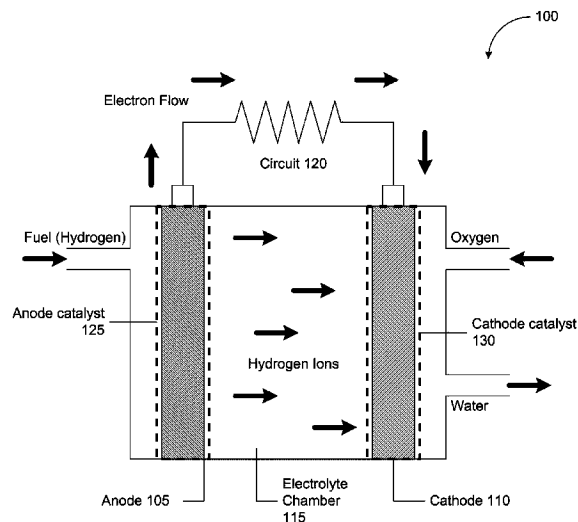 100
Electron Flow
Circuit 120
Fuel (Hydrogen)
Oxygen
Anode catalyst
125
Cathode catalyst
130
Hydrogen Ions
Water
Anode 105
Electrolyte
Chamber
115
Cathode 110